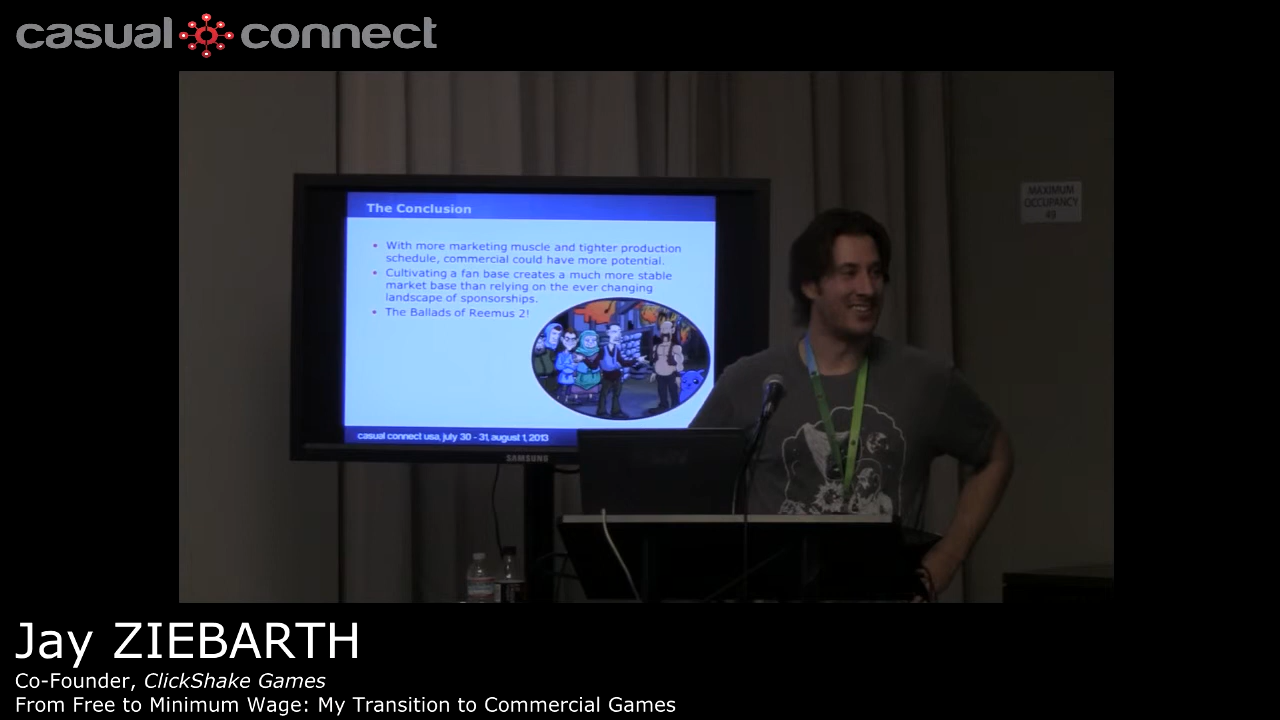 casual connect
MAXIMUM
OCCUPANCY
49
The Conclusion
• With more marketing muscle and tighter production
schedule, commercial could have more potential.
• Cultivating a fan base creates a much more stable
market base than relying on the ever changing
landscape of sponsorships.
• The Ballads of Reemus 2!
casual connect usa, july 30 - 31, august 1, 2013
SAMSUNG
Jay ZIEBARTH
Co-Founder, ClickShake Games
From Free to Minimum Wage: My Transition to Commercial Games